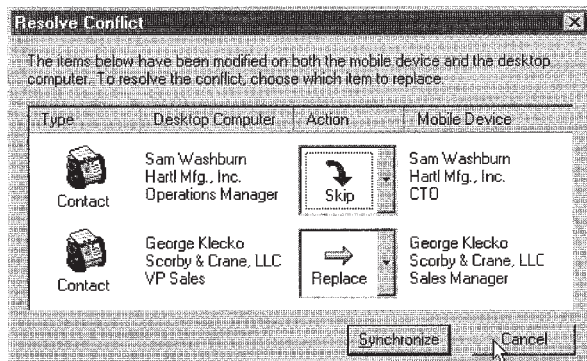 Resolve Conflict
The items below have been modified on both the mobile device and the desktop
computer. To resolve the conflict, choose which item to replace.
Type Desktop Computer Action Mobile Device
Contact
Sam Washburn
Hartl Mfg., Inc.
Operations Manager
Skip
Sam Washburn
Hartl Mfg., Inc.
CTO
Contact
George Klecko
Scorby & Crane, LLC
VP Sales
Replace
George Klecko
Scorby & Crane, LLC
Sales Manager
Synchronize Cancel